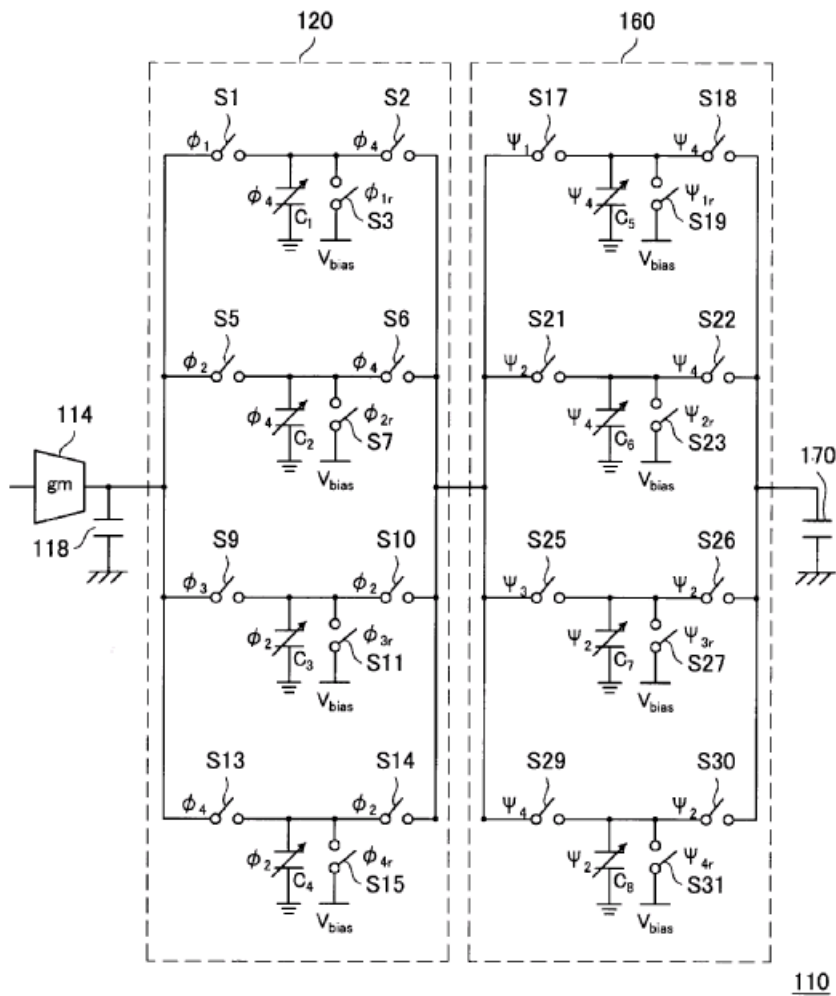 120 160
S1 S2 S17 S18
ϕ1 ϕ4 Ψ1 Ψ4
ϕ4 C1 ϕ1r S3 Ψ4 C5 Ψ1r S19
Vbias Vbias
S5 S6 S21 S22
ϕ2 ϕ4 Ψ2 Ψ4
ϕ4 C2 ϕ2r S7 Ψ4 C6 Ψ2r S23
114 Vbias Vbias 170
gm
118 S9 S10 S25 S26
ϕ3 ϕ2 Ψ3 Ψ2
ϕ2 C3 ϕ3r S11 Ψ2 C7 Ψ3r S27
Vbias Vbias
S13 S14 S29 S30
ϕ4 ϕ2 Ψ4 Ψ2
ϕ2 C4 ϕ4r S15 Ψ2 C8 Ψ4r S31
Vbias Vbias
110